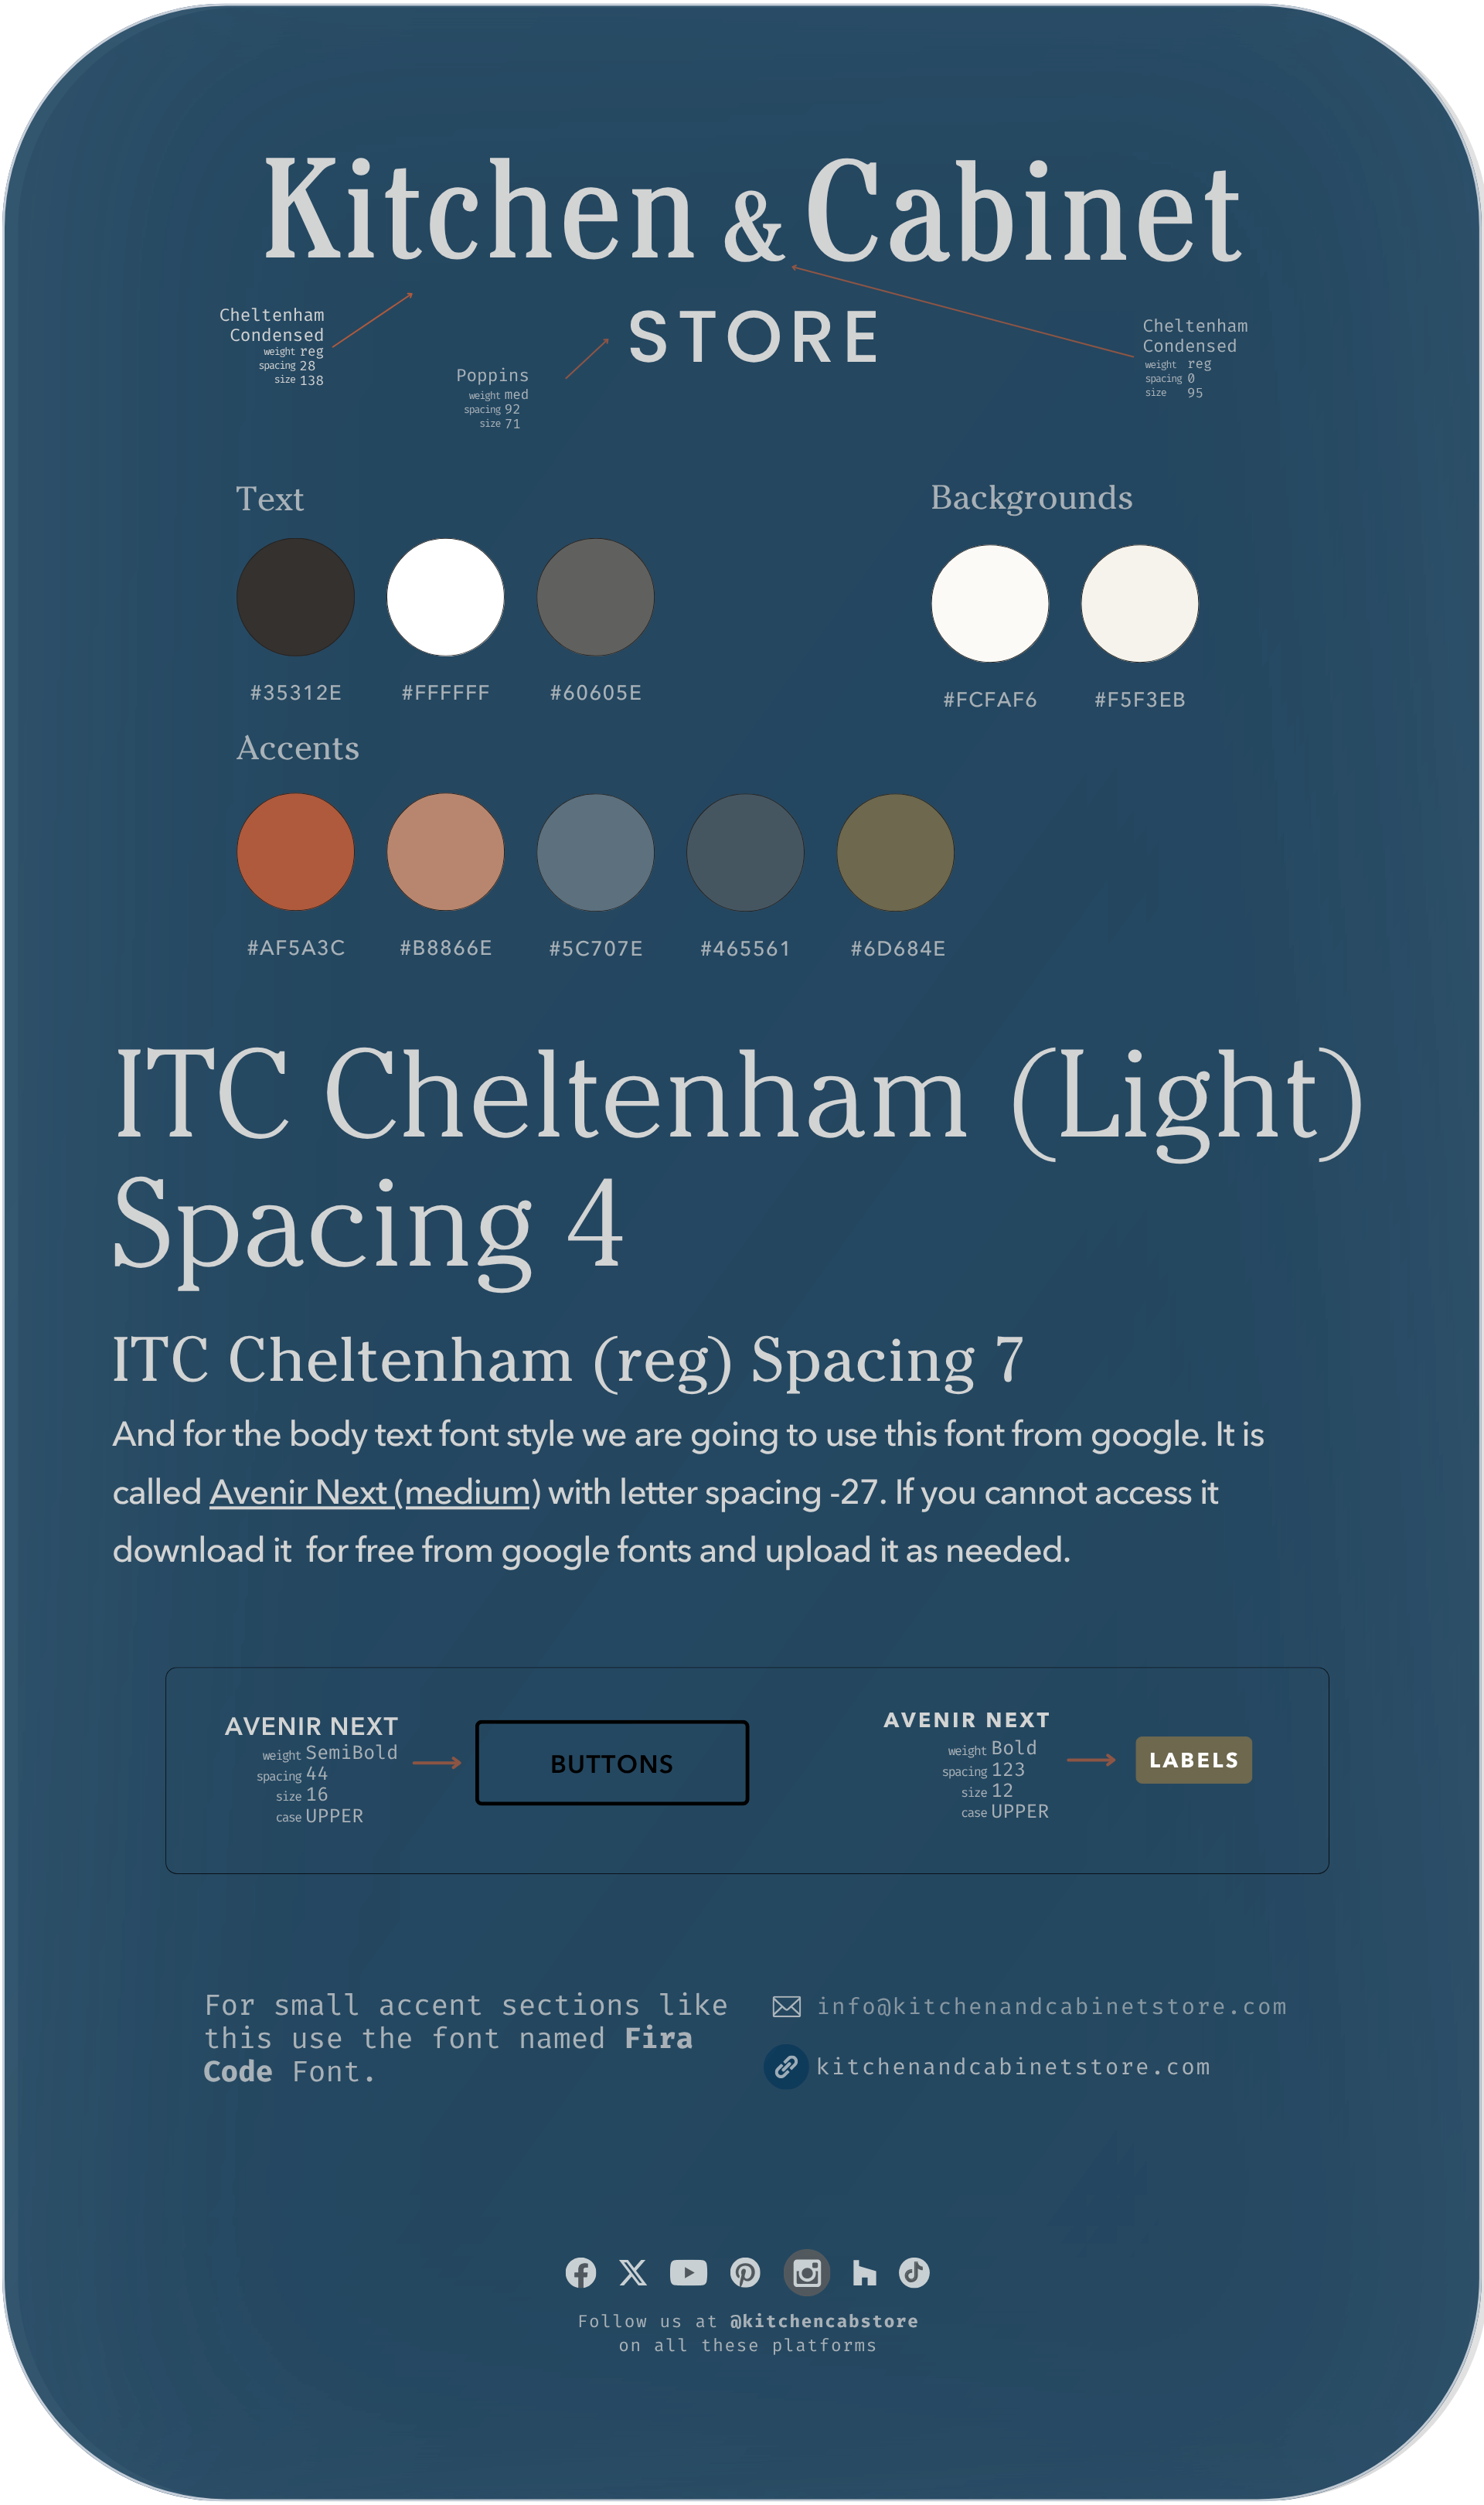 Kitchen & Cabinet
STORE
Cheltenham
Condensed
weight reg
spacing 28
size 138
Poppins
weight med
spacing 92
size 71
Cheltenham
Condensed
weight reg
spacing 0
size 95
Text
#35312E #FFFFFF #60605E
Backgrounds
#FCFAF6 #F5F3EB
Accents
#AF5A3C #B8866E #5C707E #465561 #6D684E
ITC Cheltenham (Light)
Spacing 4
ITC Cheltenham (reg) Spacing 7
And for the body text font style we are going to use this font from google. It is
called Avenir Next (medium) with letter spacing -27. If you cannot access it
download it  for free from google fonts and upload it as needed.
AVENIR NEXT
weight SemiBold
spacing 44
size 16
case UPPER
BUTTONS
AVENIR NEXT
weight Bold
spacing 123
size 12
case UPPER
LABELS
For small accent sections like
this use the font named Fira
Code Font.
info@kitchenandcabinetstore.com
kitchenandcabinetstore.com
Follow us at @kitchencabstore
on all these platforms